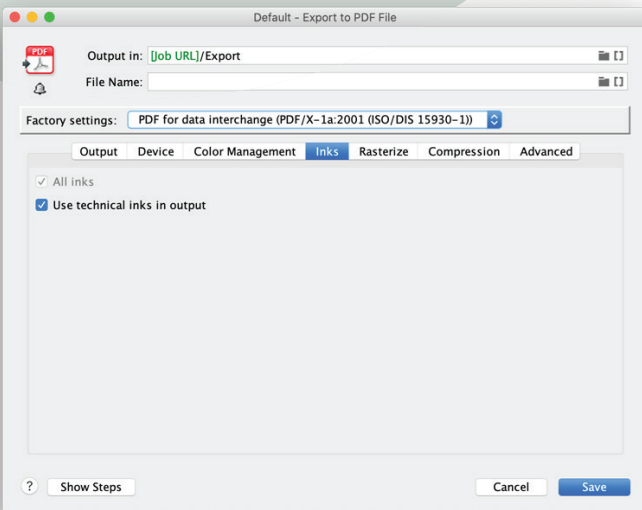 Default - Export to PDF File
PDF
Output in: [Job URL]/Export
File Name:
Factory settings: PDF for data interchange (PDF/X-1a:2001 (ISO/DIS 15930-1))
Output Device Color Management Inks Rasterize Compression Advanced
All inks
Use technical inks in output
? Show Steps Cancel Save